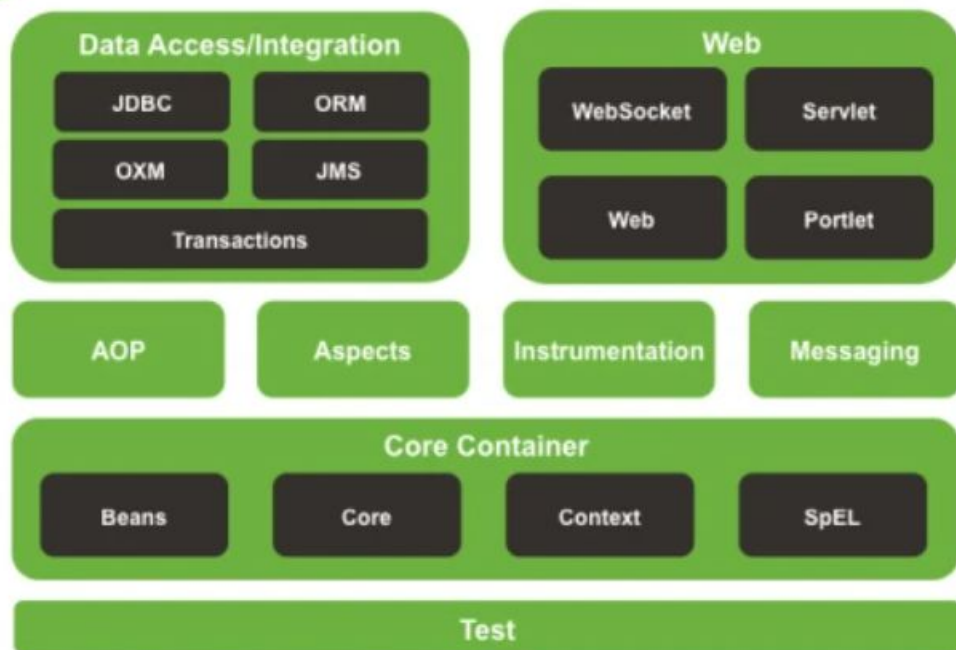 Data Access/Integration
JDBC
ORM
OXM
JMS
Transactions
Web
WebSocket
Servlet
Web
Portlet
AOP
Aspects
Instrumentation
Messaging
Core Container
Beans
Core
Context
SpEL
Test